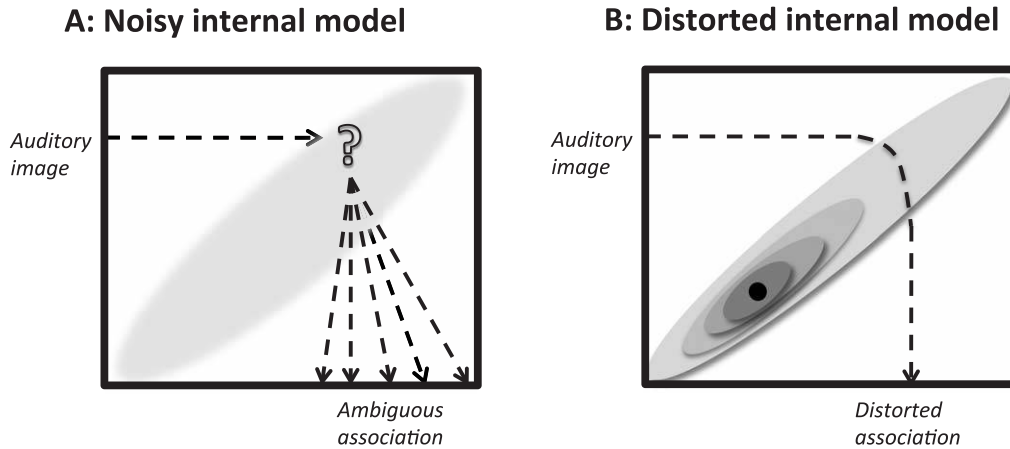 A: Noisy internal model
Auditory
image
?
Ambiguous
association
B: Distorted internal model
Auditory
image
Distorted
association